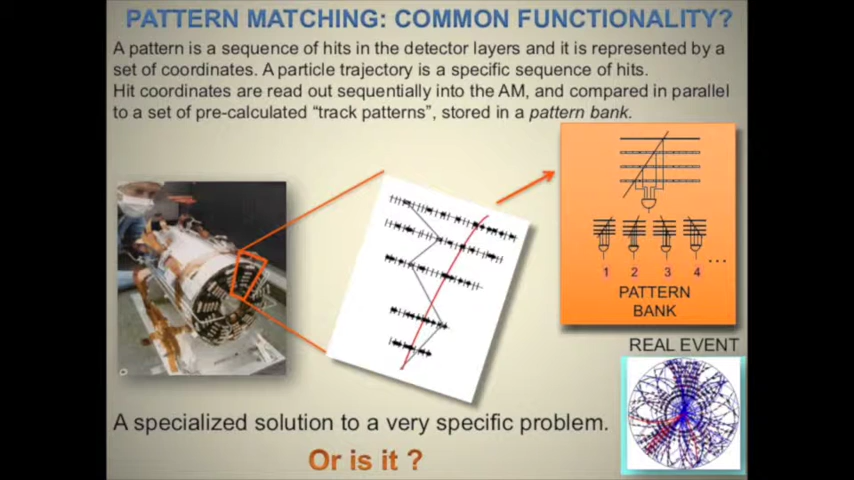 PATTERN MATCHING: COMMON FUNCTIONALITY?
A pattern is a sequence of hits in the detector layers and it is represented by a
set of coordinates. A particle trajectory is a specific sequence of hits.
Hit coordinates are read out sequentially into the AM, and compared in parallel
to a set of pre-calculated “track patterns”, stored in a pattern bank.
1 2 3 4 ...
PATTERN
BANK
REAL EVENT
A specialized solution to a very specific problem.
Or is it ?